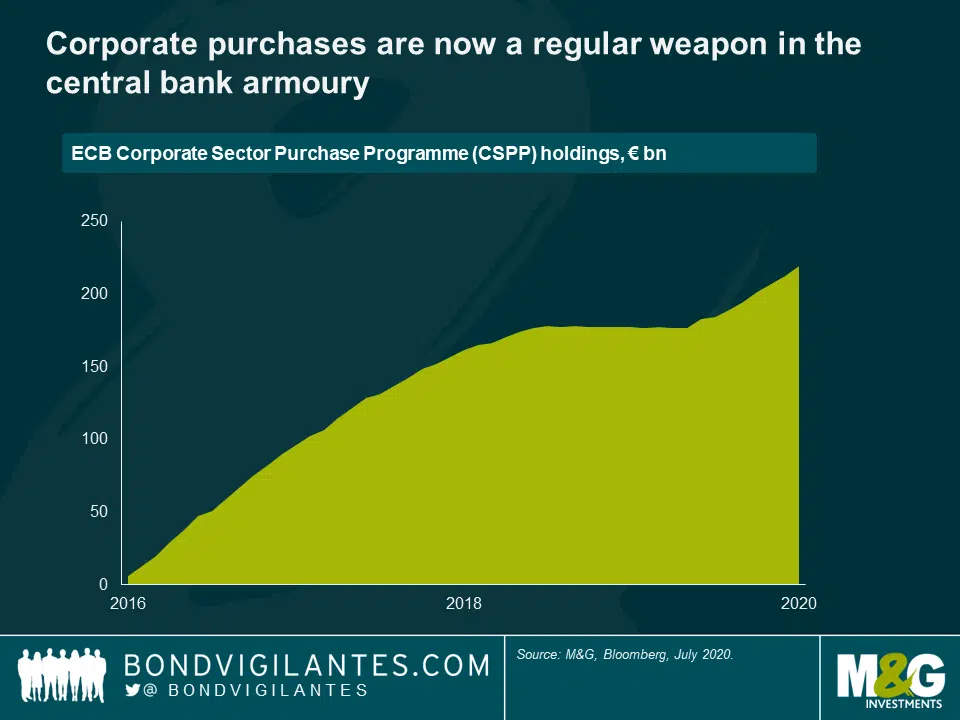 Corporate purchases are now a regular weapon in the
central bank armoury
ECB Corporate Sector Purchase Programme (CSPP) holdings, € bn
250
200
150
100
50
0
2016 2018 2020
BONDVIGILANTES.COM
@ BONDVIGILANTES
Source: M&G, Bloomberg, July 2020.
M&G
INVESTMENTS